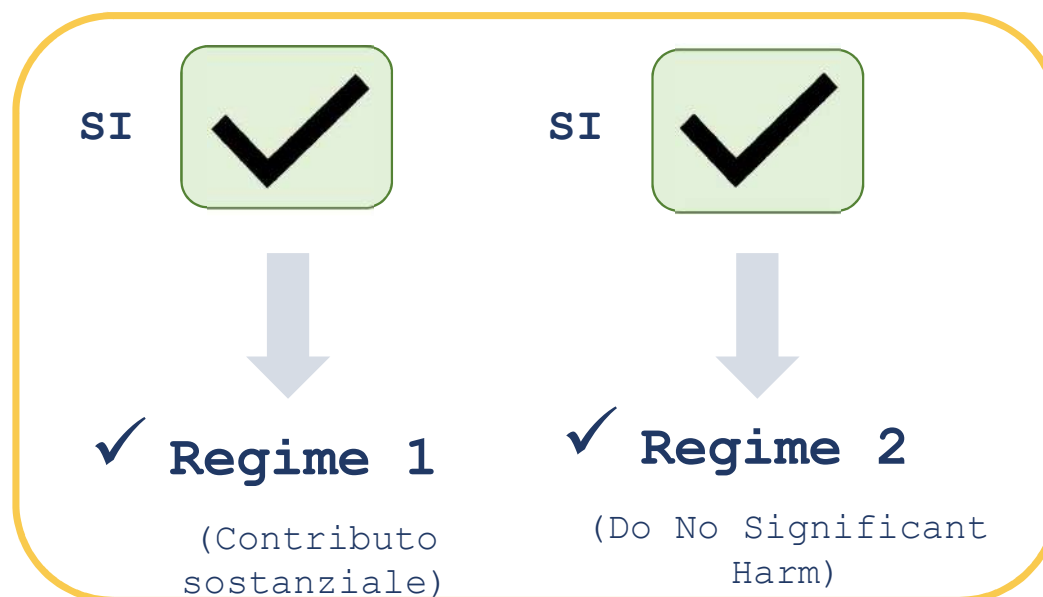 SI
SI
Regime 1
Regime 2
(Contributo
sostanziale)
(Do No Significant
Harm)